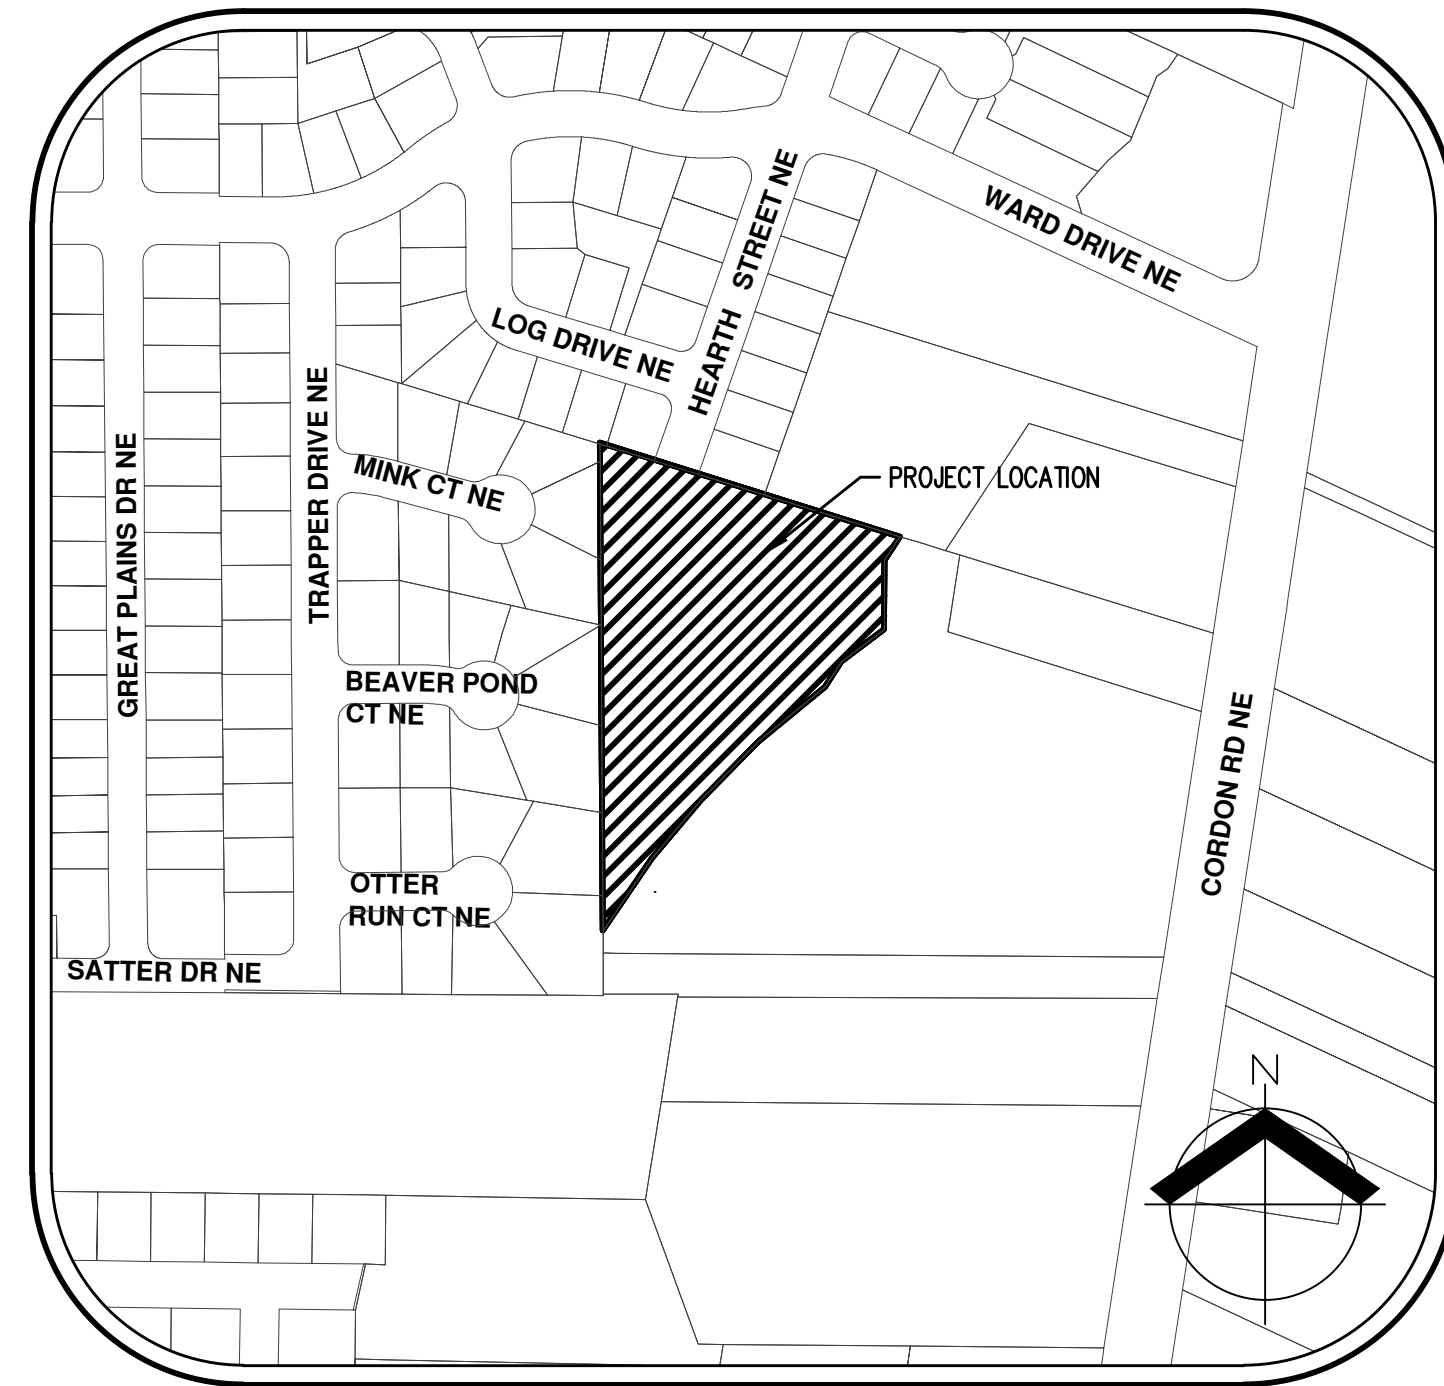 WARD DRIVE NE
HEARTH STREET NE
LOG DRIVE NE
TRAPPER DRIVE NE
GREAT PLAINS DR NE
MINK CT NE
PROJECT LOCATION
BEAVER POND
CT NE
CORDON RD NE
OTTER
RUN CT NE
SATTER DR NE
N